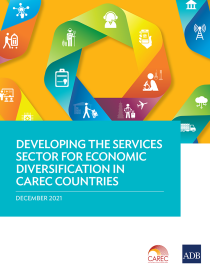 DEVELOPING THE SERVICES
SECTOR FOR ECONOMIC
DIVERSIFICATION IN
CAREC COUNTRIES
DECEMBER 2021
CAREC
ADB